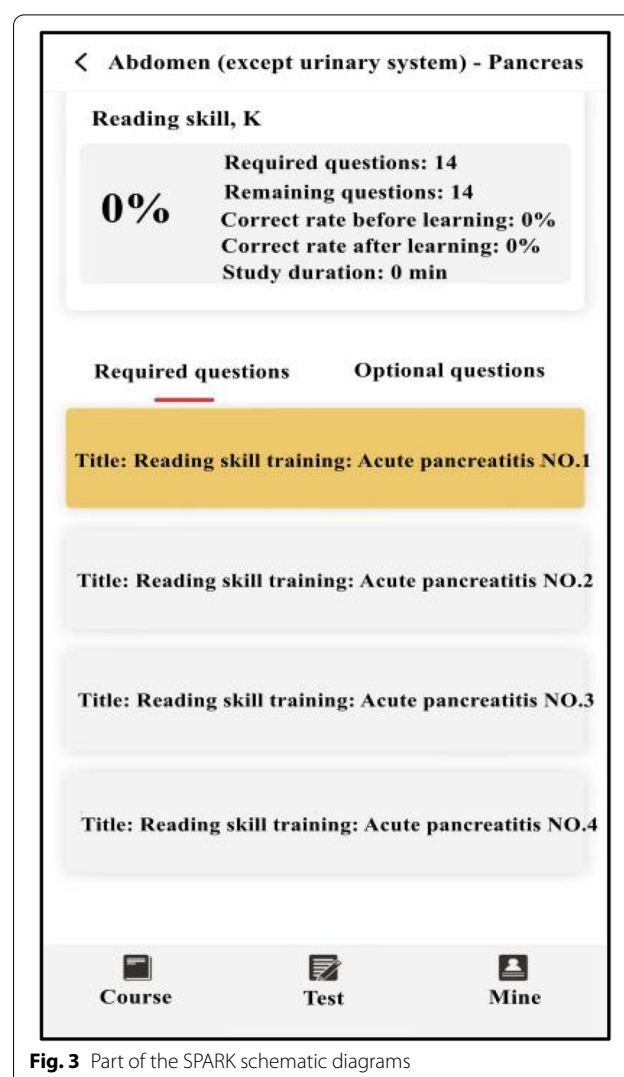 < Abdomen (except urinary system) - Pancreas
Reading skill, K
0%
Required questions: 14
Remaining questions: 14
Correct rate before learning: 0%
Correct rate after learning: 0%
Study duration: 0 min
Required questions Optional questions
Title: Reading skill training: Acute pancreatitis NO.1
Title: Reading skill training: Acute pancreatitis NO.2
Title: Reading skill training: Acute pancreatitis NO.3
Title: Reading skill training: Acute pancreatitis NO.4
Course Test Mine
Fig. 3 Part of the SPARK schematic diagrams